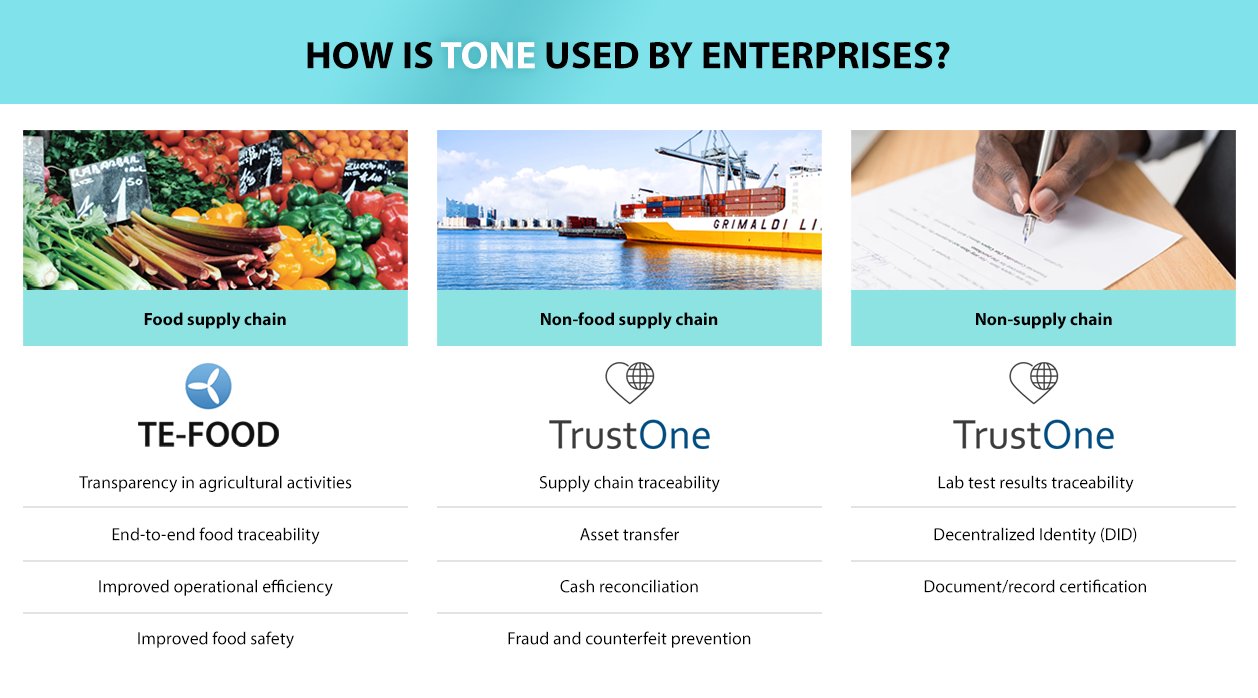 HOW IS TONE USED BY ENTERPRISES?
1
50
ZUCCHINI
GRIMALDI LI
Food supply chain
Non-food supply chain
Non-supply chain
TE-FOOD
TrustOne
TrustOne
Transparency in agricultural activities
Supply chain traceability
Lab test results traceability
End-to-end food traceability
Asset transfer
Decentralized Identity (DID)
Improved operational efficiency
Cash reconciliation
Document/record certification
Improved food safety
Fraud and counterfeit prevention